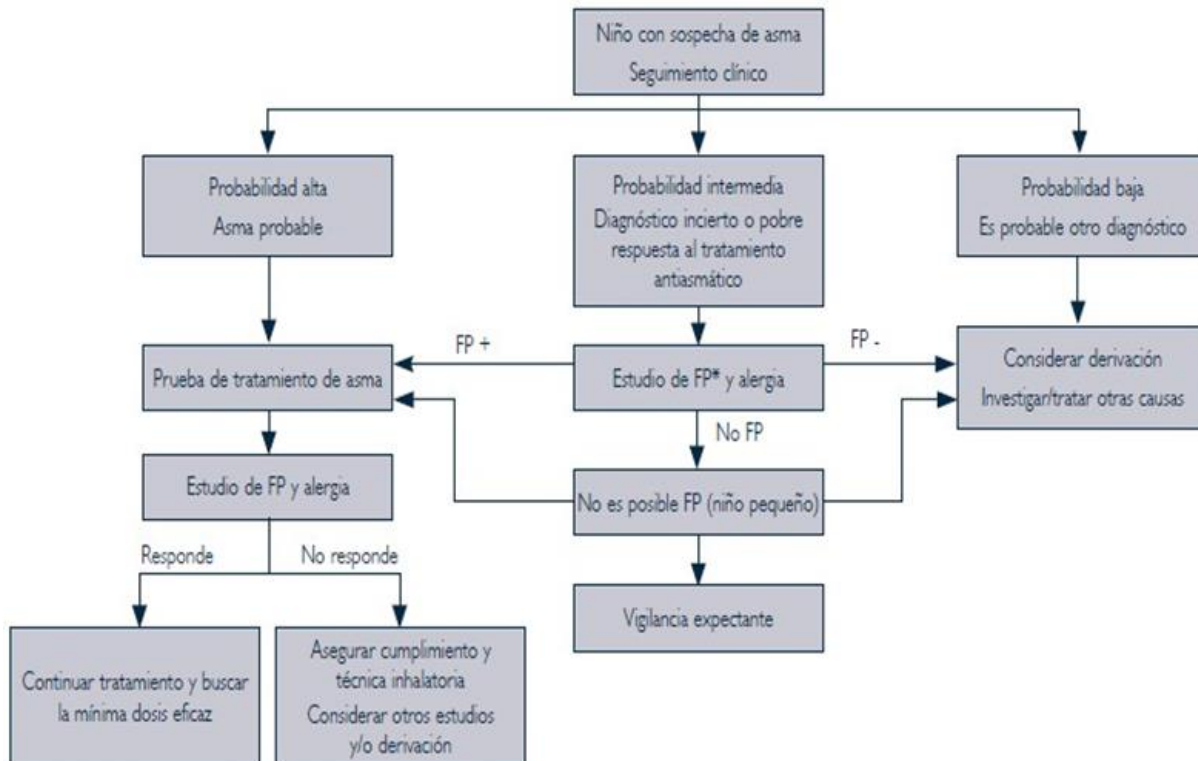 Niño con sospecha de asma
Seguimiento clínico
Probabilidad alta
Asma probable
Probabilidad intermedia
Diagnóstico incierto o pobre
respuesta al tratamiento
antiasmático
Probabilidad baja
Es probable otro diagnóstico
FP +
FP -
Prueba de tratamiento de asma
Estudio de FP* y alergia
Considerar derivación
Investigar/tratar otras causas
No FP
Estudio de FP y alergia
No es posible FP (niño pequeño)
Responde
No responde
Vigilancia expectante
Continuar tratamiento y buscar
la mínima dosis eficaz
Asegurar cumplimiento y
técnica inhalatoria
Considerar otros estudios
y/o derivación